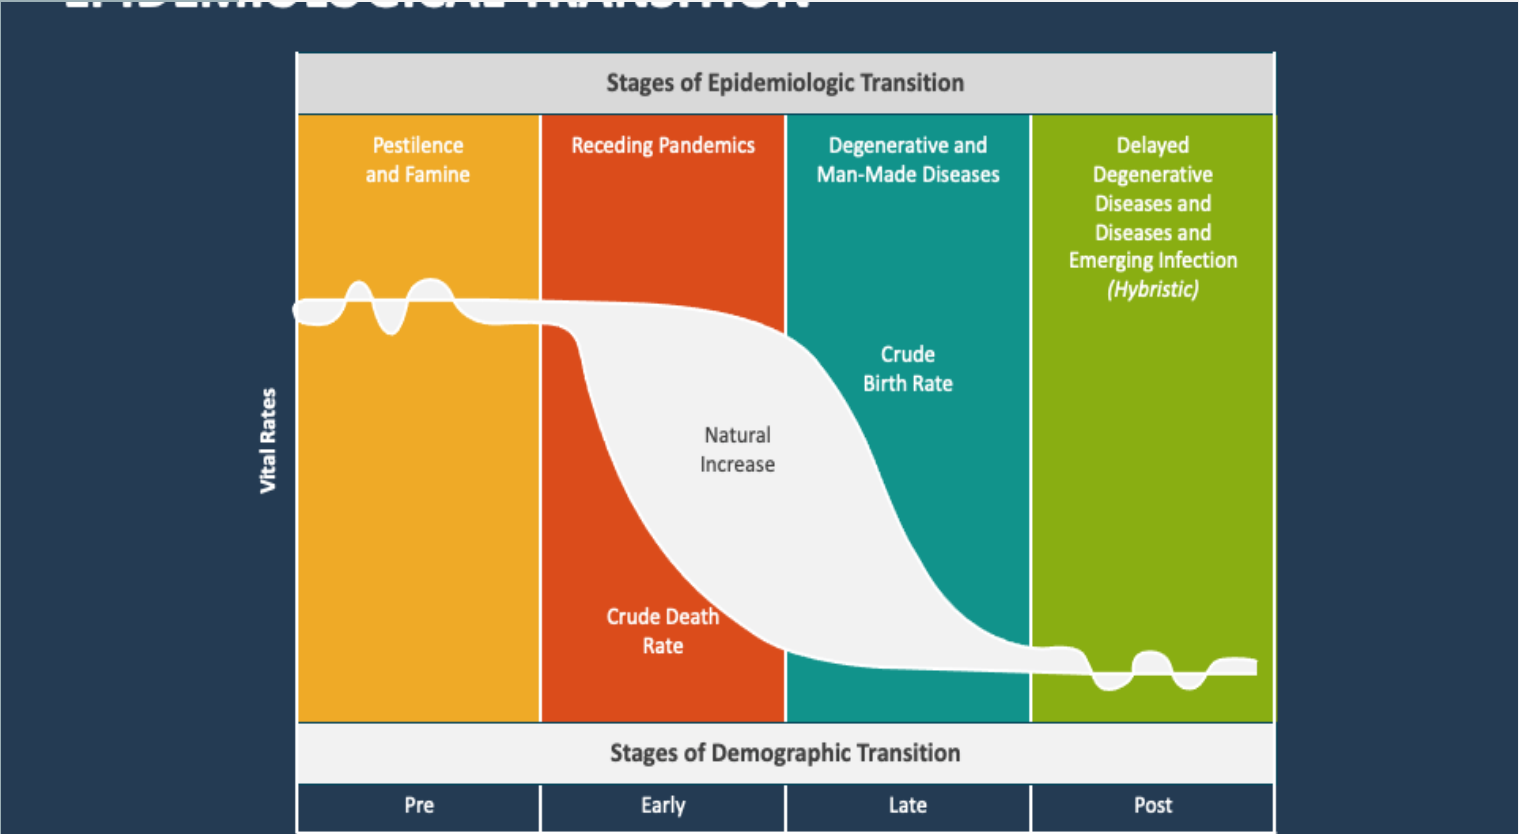 EPIDEMIOLOGICAL TRANSITION
Stages of Epidemiologic Transition
Pestilence
and Famine
Receding Pandemics
Degenerative and
Man-Made Diseases
Delayed
Degenerative
Diseases and
Diseases and
Emerging Infection
(Hybristic)
Crude
Birth Rate
Natural
Increase
Vital Rates
Crude Death
Rate
Stages of Demographic Transition
Pre
Early
Late
Post